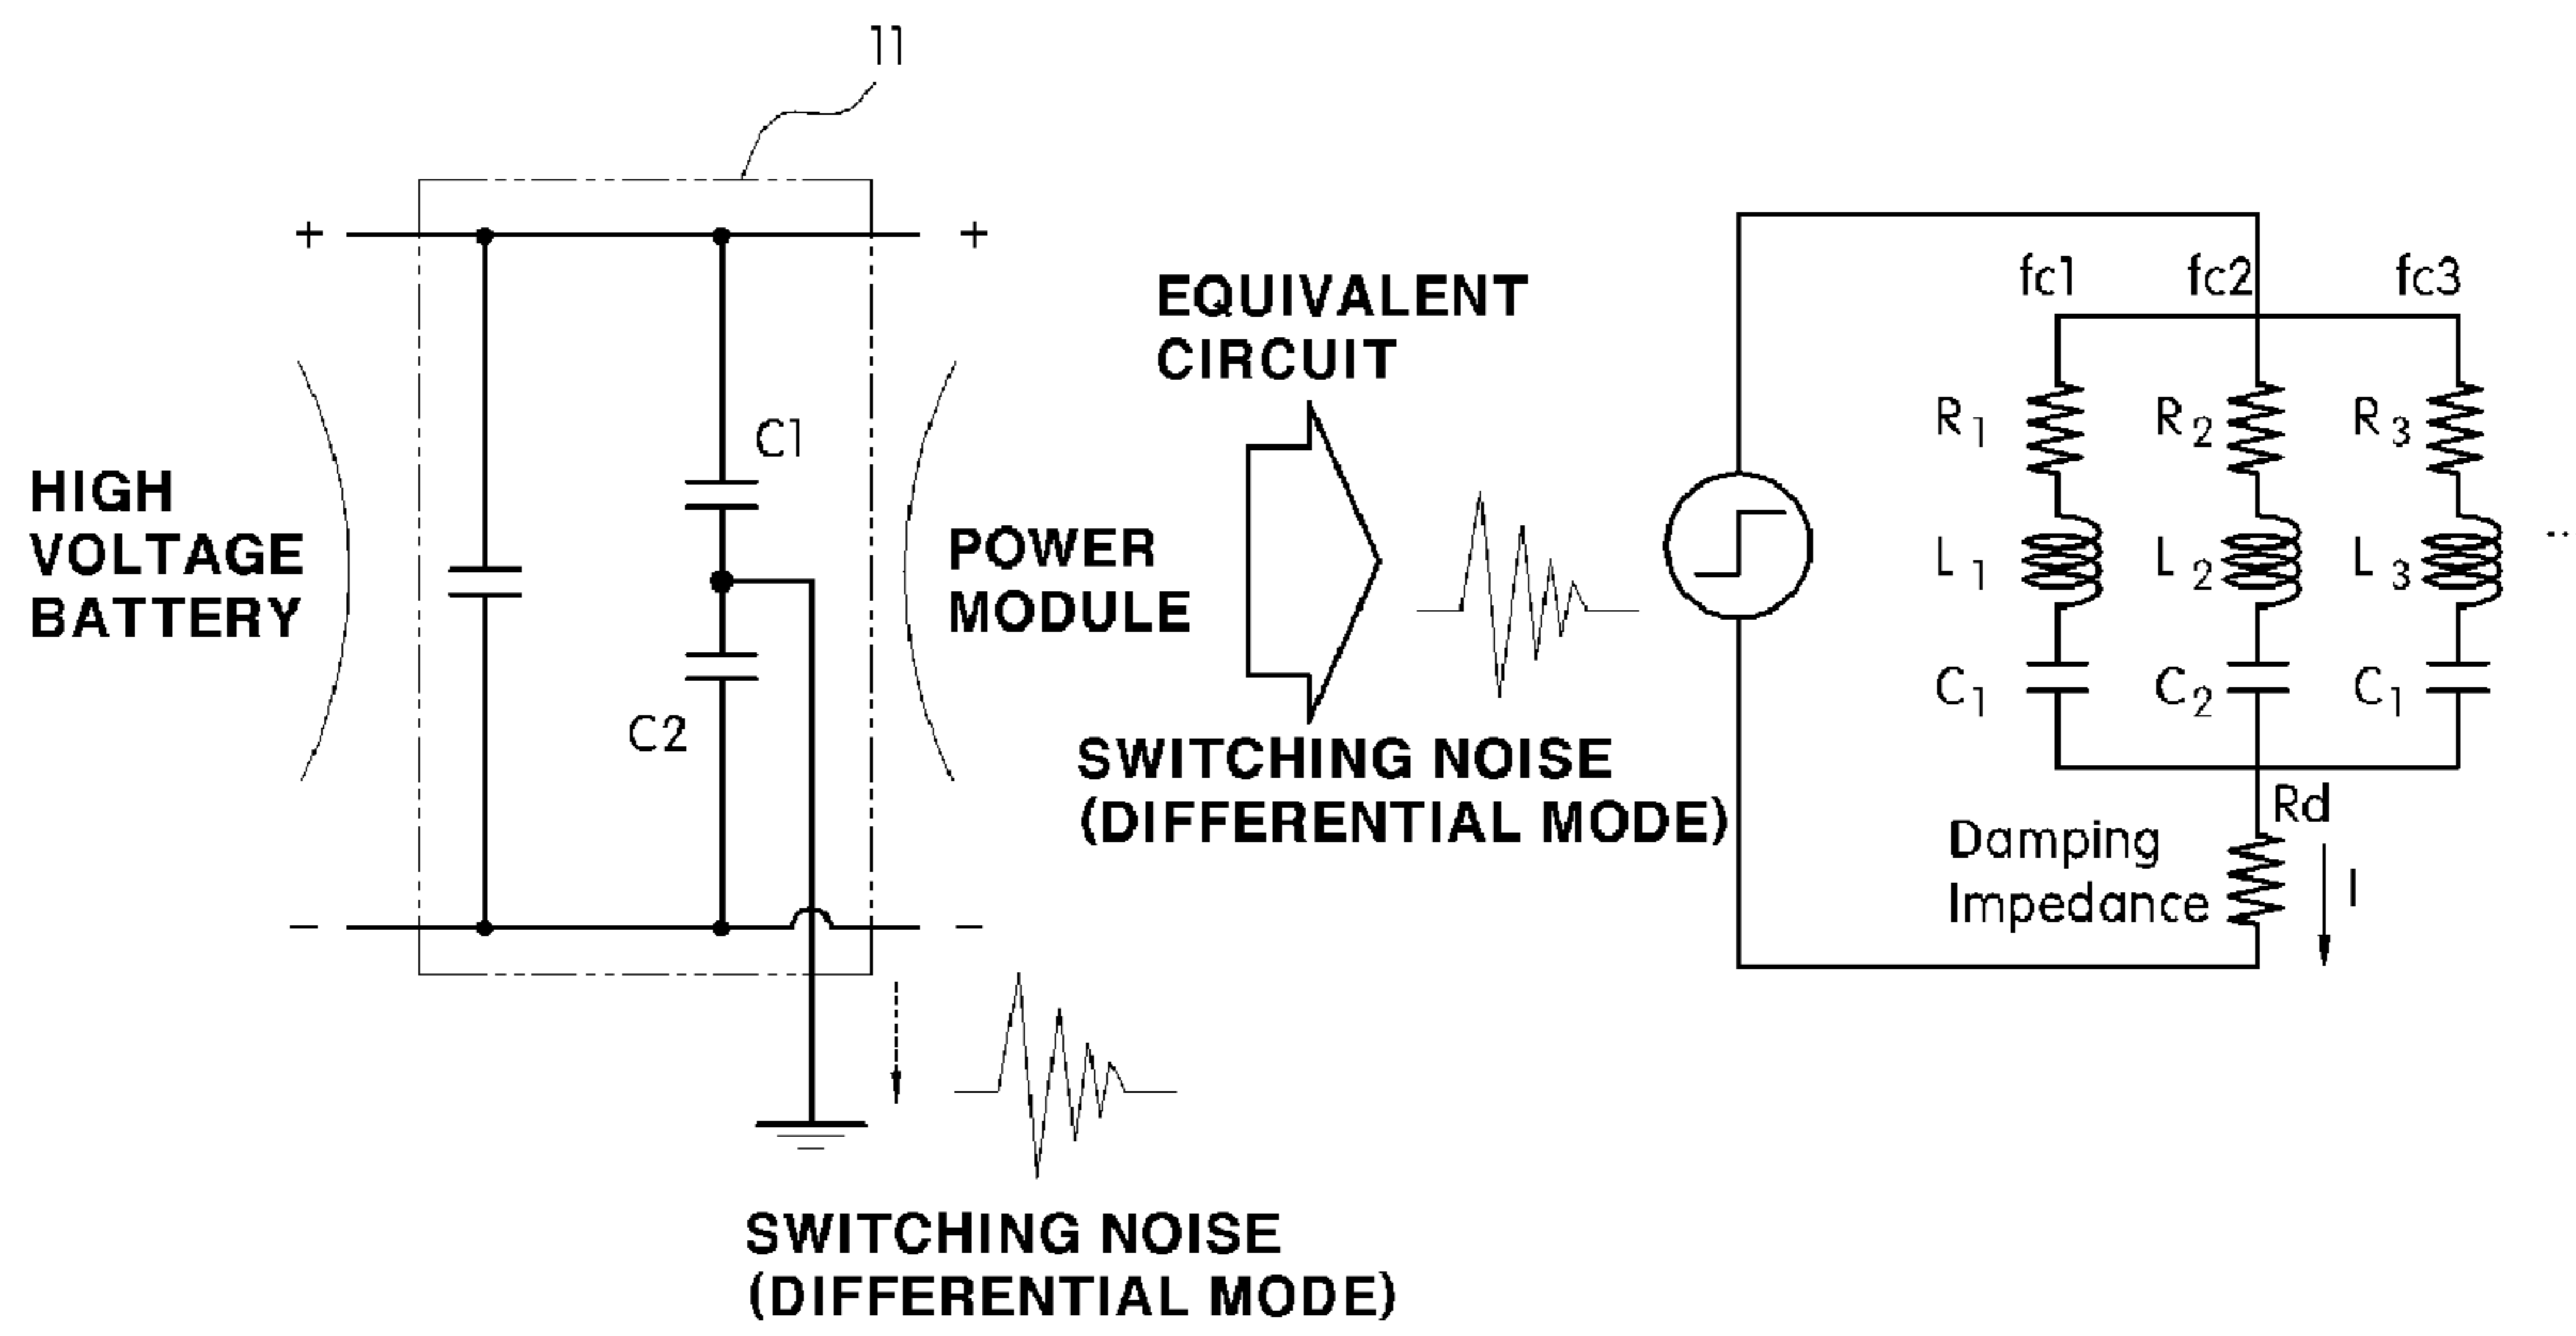 11
+
+
C1
HIGH
VOLTAGE
BATTERY
POWER
MODULE
C2
−
−
SWITCHING NOISE
(DIFFERENTIAL MODE)
EQUIVALENT
CIRCUIT
SWITCHING NOISE
(DIFFERENTIAL MODE)
fc1 fc2 fc3
R1 R2 R3
L1 L2 L3 ..
C1 C2 C1
Rd
Damping
Impedance
I